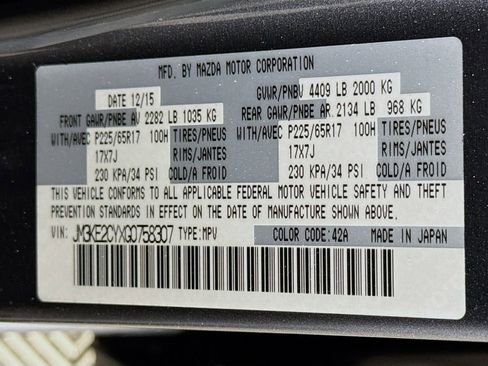 MFD. BY MAZDA MOTOR CORPORATION
DATE 12/15 GVWR/PNBV 4409 LB 2000 KG
FRONT GAWR/PNBE AV 2282 LB 1035 KG REAR GAWR/PNBE AR 2134 LB 968 KG
WITH/AVEC P225/65R17 100H TIRES/PNEUS WITH/AVEC P225/65R17 100H TIRES/PNEUS
17X7J RIMS/JANTES 17X7J RIMS/JANTES
230 KPA/34 PSI COLD/A FROID 230 KPA/34 PSI COLD/A FROID
THIS VEHICLE CONFORMS TO ALL APPLICABLE FEDERAL MOTOR VEHICLE SAFETY AND THEFT
PREVENTION STANDARDS IN EFFECT ON THE DATE OF MANUFACTURE SHOWN ABOVE.
VIN: JM3KE2CYXG0758307 TYPE: MPV COLOR CODE: 42A MADE IN JAPAN